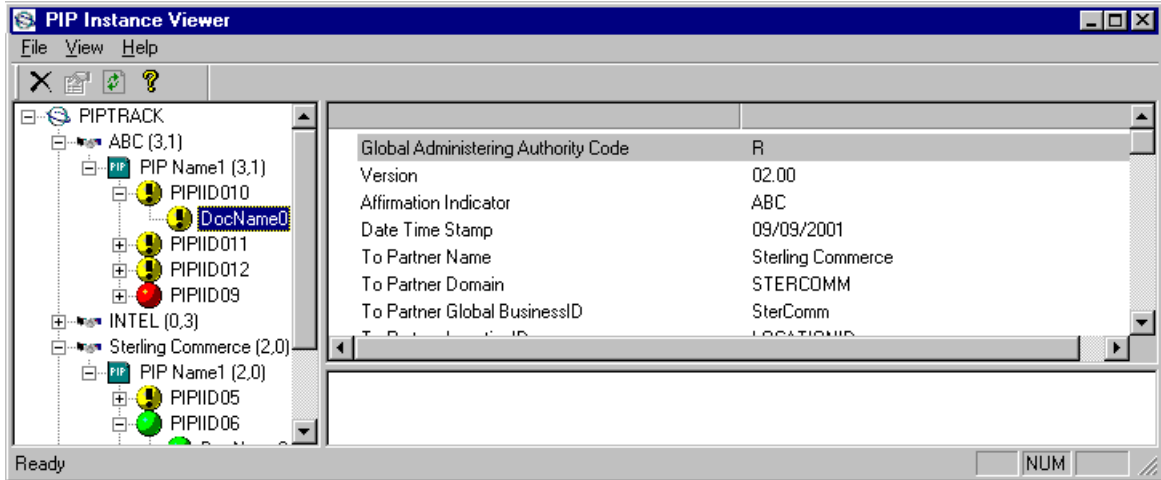 PIP Instance Viewer
File View Help
PIPTRACK
ABC (3,1)
PIP PIP Name1 (3,1)
PIPIID010
DocName0
PIPIID011
PIPIID012
PIPIID09
INTEL (0,3)
Sterling Commerce (2,0)
PIP PIP Name1 (2,0)
PIPIID05
PIPIID06
Global Administering Authority Code R
Version 02.00
Affirmation Indicator ABC
Date Time Stamp 09/09/2001
To Partner Name Sterling Commerce
To Partner Domain STERCOMM
To Partner Global BusinessID SterComm
Ready NUM